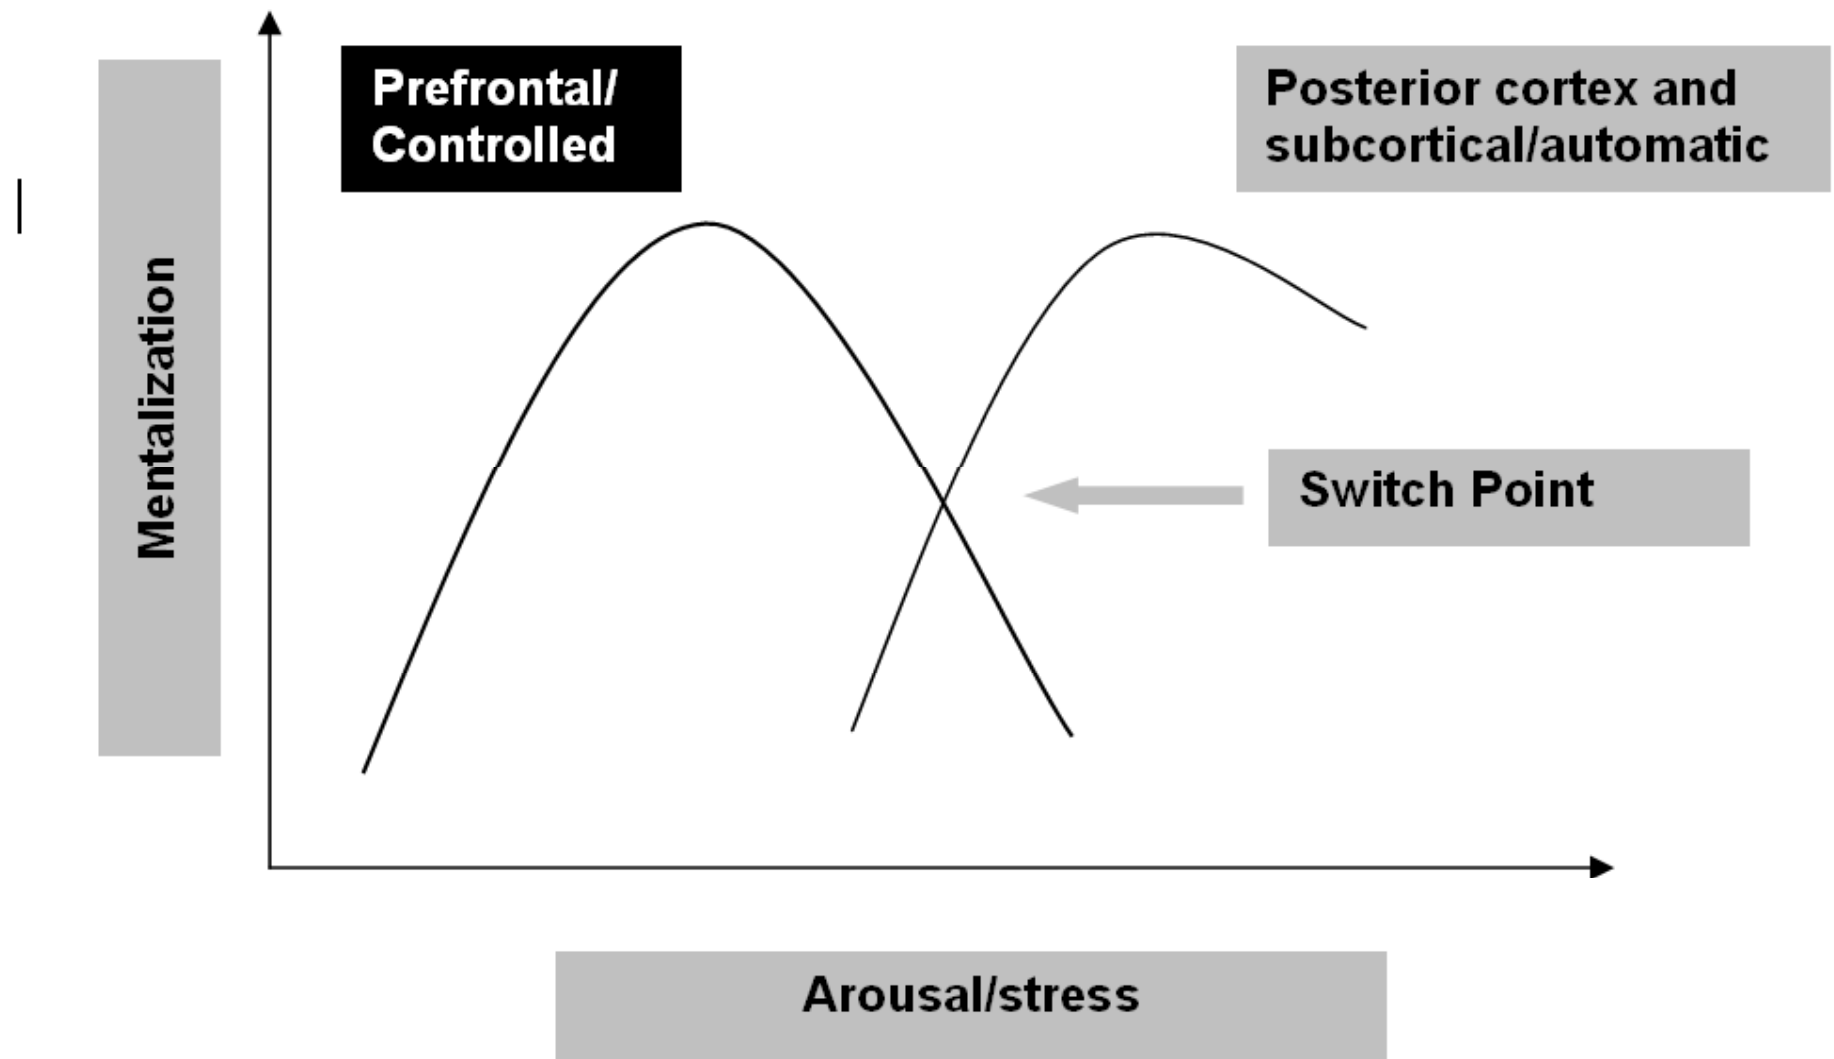 Prefrontal/
Controlled
Posterior cortex and
subcortical/automatic
Mentalization
Switch Point
Arousal/stress